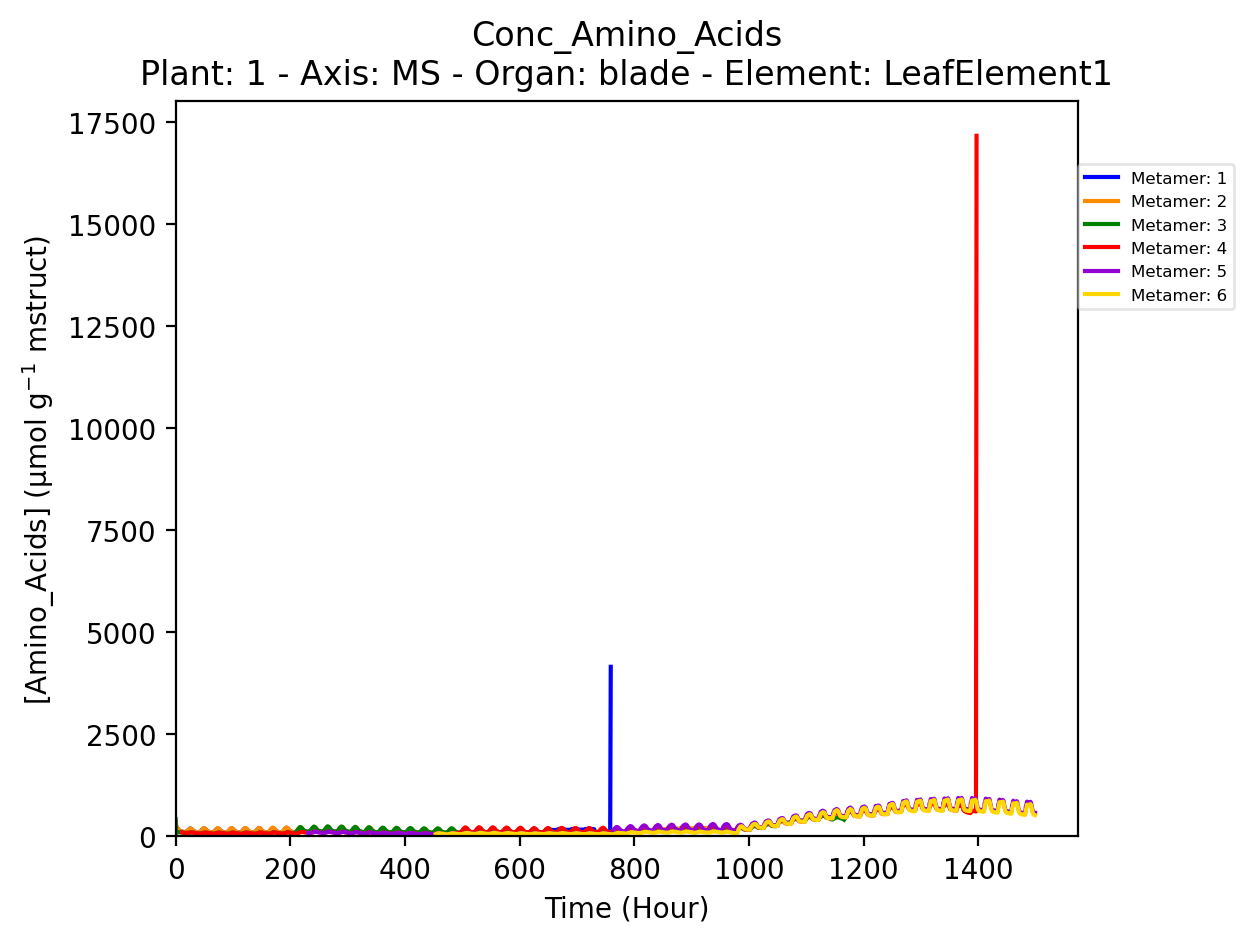 Conc_Amino_Acids
Plant: 1 - Axis: MS - Organ: blade - Element: LeafElement1
17500
15000
12500
10000
7500
5000
2500
0
[Amino_Acids] (µmol g⁻¹ mstruct)
Metamer: 1
Metamer: 2
Metamer: 3
Metamer: 4
Metamer: 5
Metamer: 6
0 200 400 600 800 1000 1200 1400
Time (Hour)